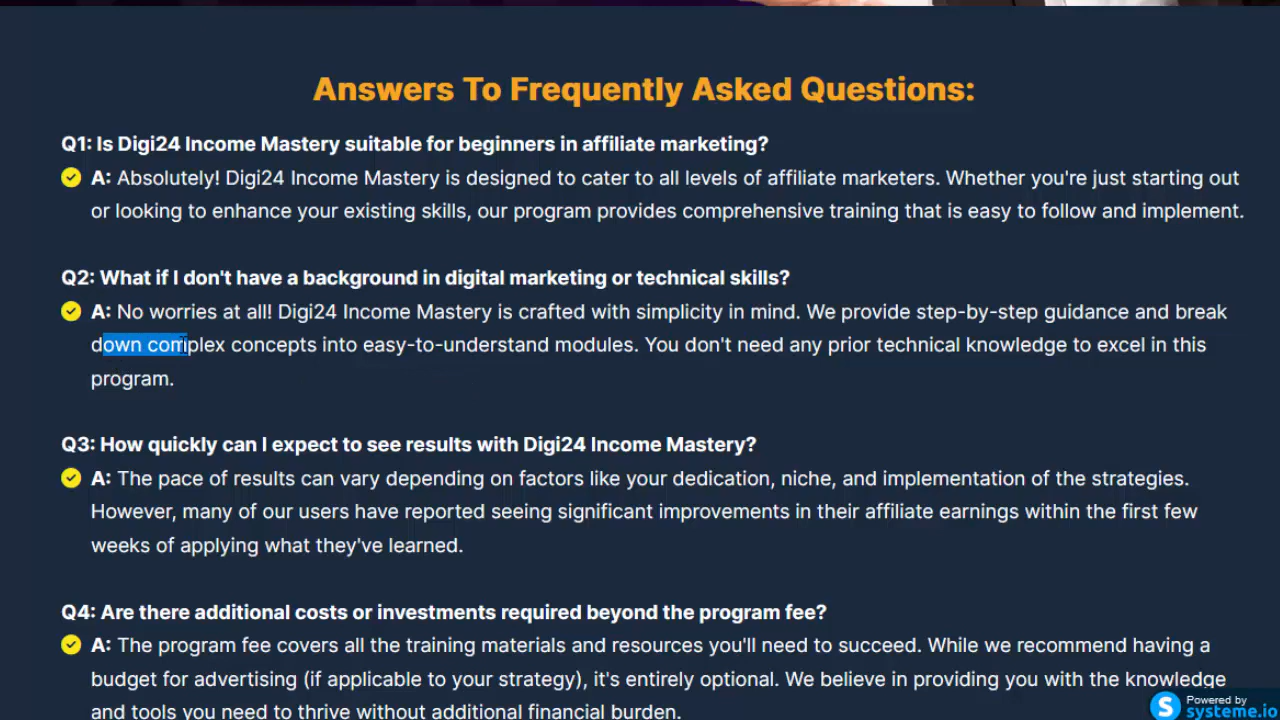 Answers To Frequently Asked Questions:
Q1: Is Digi24 Income Mastery suitable for beginners in affiliate marketing?
A: Absolutely! Digi24 Income Mastery is designed to cater to all levels of affiliate marketers. Whether you're just starting out
or looking to enhance your existing skills, our program provides comprehensive training that is easy to follow and implement.
Q2: What if I don't have a background in digital marketing or technical skills?
A: No worries at all! Digi24 Income Mastery is crafted with simplicity in mind. We provide step-by-step guidance and break
down complex concepts into easy-to-understand modules. You don't need any prior technical knowledge to excel in this
program.
Q3: How quickly can I expect to see results with Digi24 Income Mastery?
A: The pace of results can vary depending on factors like your dedication, niche, and implementation of the strategies.
However, many of our users have reported seeing significant improvements in their affiliate earnings within the first few
weeks of applying what they've learned.
Q4: Are there additional costs or investments required beyond the program fee?
A: The program fee covers all the training materials and resources you'll need to succeed. While we recommend having a
budget for advertising (if applicable to your strategy), it's entirely optional. We believe in providing you with the knowledge
and tools you need to thrive without additional financial burden.
S
Powered by
systeme.io